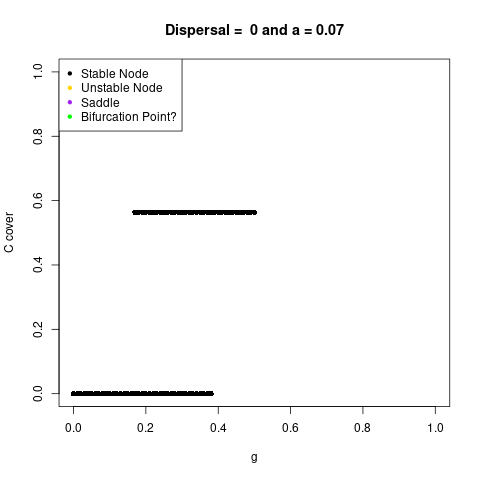 Dispersal = 0 and a = 0.07
Stable Node
Unstable Node
Saddle
Bifurcation Point?
C cover
1.0
0.8
0.6
0.4
0.2
0.0
0.0 0.2 0.4 0.6 0.8 1.0
g